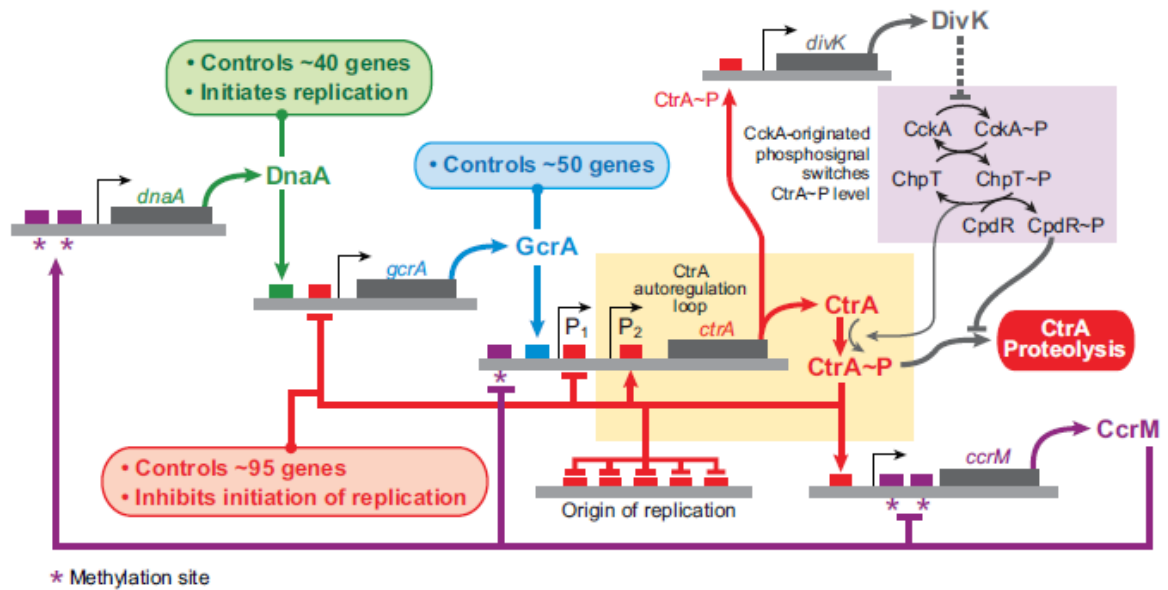 • Controls ~40 genes
• Initiates replication
DnaA
dnaA
* *
• Controls ~50 genes
GcrA
gcrA
divK
DivK
CtrA~P
CckA-originated
phosphosignal
switches
CtrA~P level
CckA CckA~P
ChpT ChpT~P
CpdR CpdR~P
CtrA
autoregulation
loop
P1
P2
ctrA
*
CtrA
CtrA~P
CtrA
Proteolysis
• Controls ~95 genes
• Inhibits initiation of replication
Origin of replication
ccrM
CcrM
* *
* Methylation site